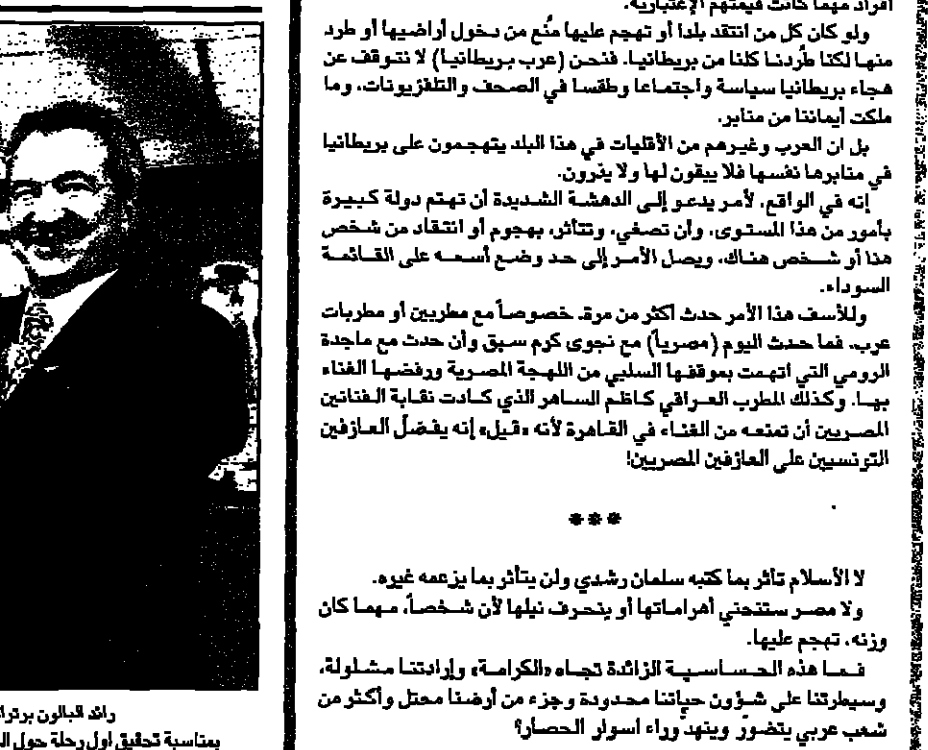 أفراد مهما كانت قيمتهم الإعتبارية.
ولو كان كل من انتقد بلدا أو تهجم عليها مُنع من دخول أراضيها أو طرد
منها لكنا طُردنا كلنا من بريطانيا. فنحن (عرب بريطانيا) لا نتوقف عن
هجاء بريطانيا سياسة واجتماعا وطقسا في الصحف والتلفزيونات، وما
ملكت أيماننا من منابر.
بل ان العرب وغيرهم من الأقليات في هذا البلد يتهجمون على بريطانيا
في منابرها نفسها فلا يبقون لها ولا يذرون.
إنه في الواقع، لأمر يدعو إلى الدهشة الشديدة أن تهتم دولة كبيرة
بأمور من هذا المستوى، وأن تصغي، وتتأثر، بهجوم أو انتقاد من شخص
هنا أو شخص هناك، ويصل الأمر إلى حد وضع أسمه على القائمة
السوداء.
وللأسف هذا الأمر حدث أكثر من مرة، خصوصاً مع مطربين أو مطربات
عرب. فما حدث اليوم (مصرياً) مع نجوى كرم سبق وأن حدث مع ماجدة
الرومي التي اتهمت بموقفها السلبي من اللهجة المصرية ورفضها الغناء
بها. وكذلك المطرب العراقي كاظم الساهر الذي كادت نقابة الفنانين
المصريين أن تمنعه من الغناء في القاهرة لأنه «قيل» إنه يفضل العازفين
التونسيين على العازفين المصريين!
***
لا الأسلام تأثر بما كتبه سلمان رشدي ولن يتأثر بما يزعمه غيره.
ولا مصر ستنحني أهراماتها أو ينحرف نيلها لأن شخصاً، مهما كان
وزنه، تهجم عليها.
فما هذه الحساسية الزائدة تجاه «الكرامة» وإرادتنا مشلولة،
وسيطرتنا على شؤون حياتنا محدودة وجزء من أرضنا محتل وأكثر من
شعب عربي يتضوّر وينهدّ وراء أسوار الحصار؟
رائد البالون برترا
بمناسبة تحقيق اول رحلة حول ال